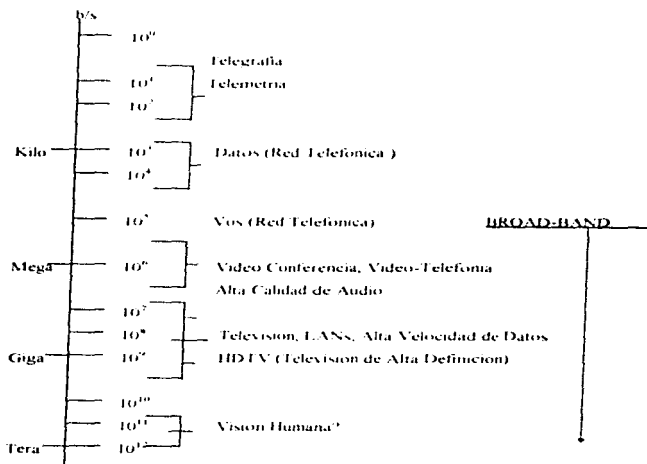 b/s
10⁰
Telegrafia
10¹ Telemetria
10²
Kilo 10³ Datos (Red Telefonica )
10⁴
10⁵ Vos (Red Telefonica) BROAD-BAND
Mega 10⁶ Video Conferencia, Video-Telefonia
Alta Calidad de Audio
10⁷
10⁸ Television, LANs, Alta Velocidad de Datos
Giga 10⁹ HDTV (Television de Alta Definicion)
10¹⁰
10¹¹ Vision Humana?
Tera 10¹²